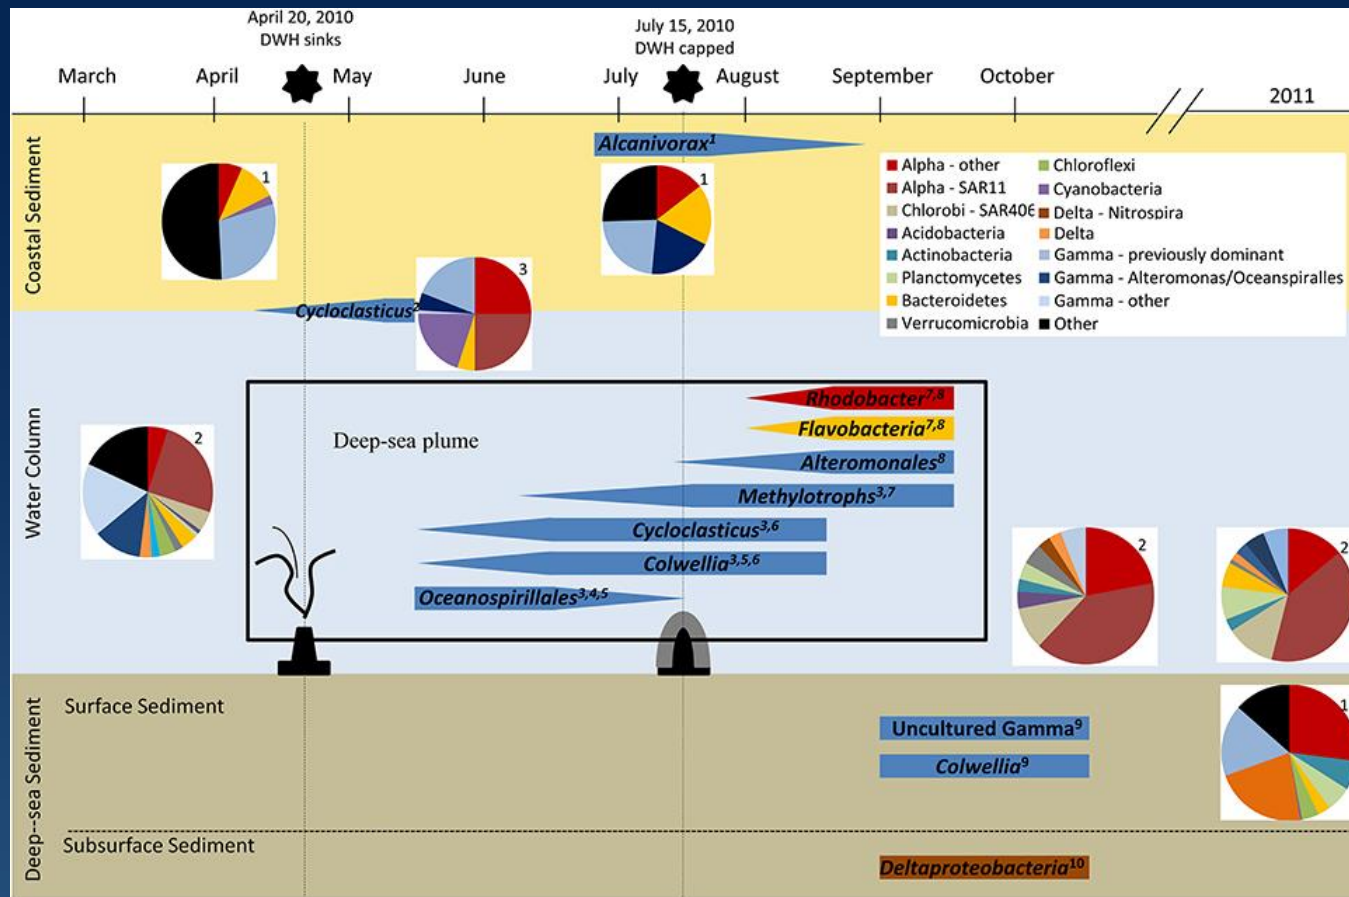 April 20, 2010
DWH sinks
July 15, 2010
DWH capped
March
April
May
June
July
August
September
October
2011
Coastal Sediment
Alcanivorax1
1
1
Alpha - other
Alpha - SAR11
Chlorobi - SAR406
Acidobacteria
Actinobacteria
Planctomycetes
Bacteroidetes
Verrucomicrobia
Chloroflexi
Cyanobacteria
Delta - Nitrospira
Delta
Gamma - previously dominant
Gamma - Alteromonas/Oceanspiralles
Gamma - other
Other
3
Cycloclasticus2
Water Column
Deep-sea plume
Rhodobacter7,8
Flavobacteria7,8
Alteromonales8
Methylotrophs3,7
Cycloclasticus3,6
Colwellia3,5,6
Oceanospirillales3,4,5
2
2
2
Deep--sea Sediment
Surface Sediment
Uncultured Gamma9
Colwellia9
1
Subsurface Sediment
Deltaproteobacteria10